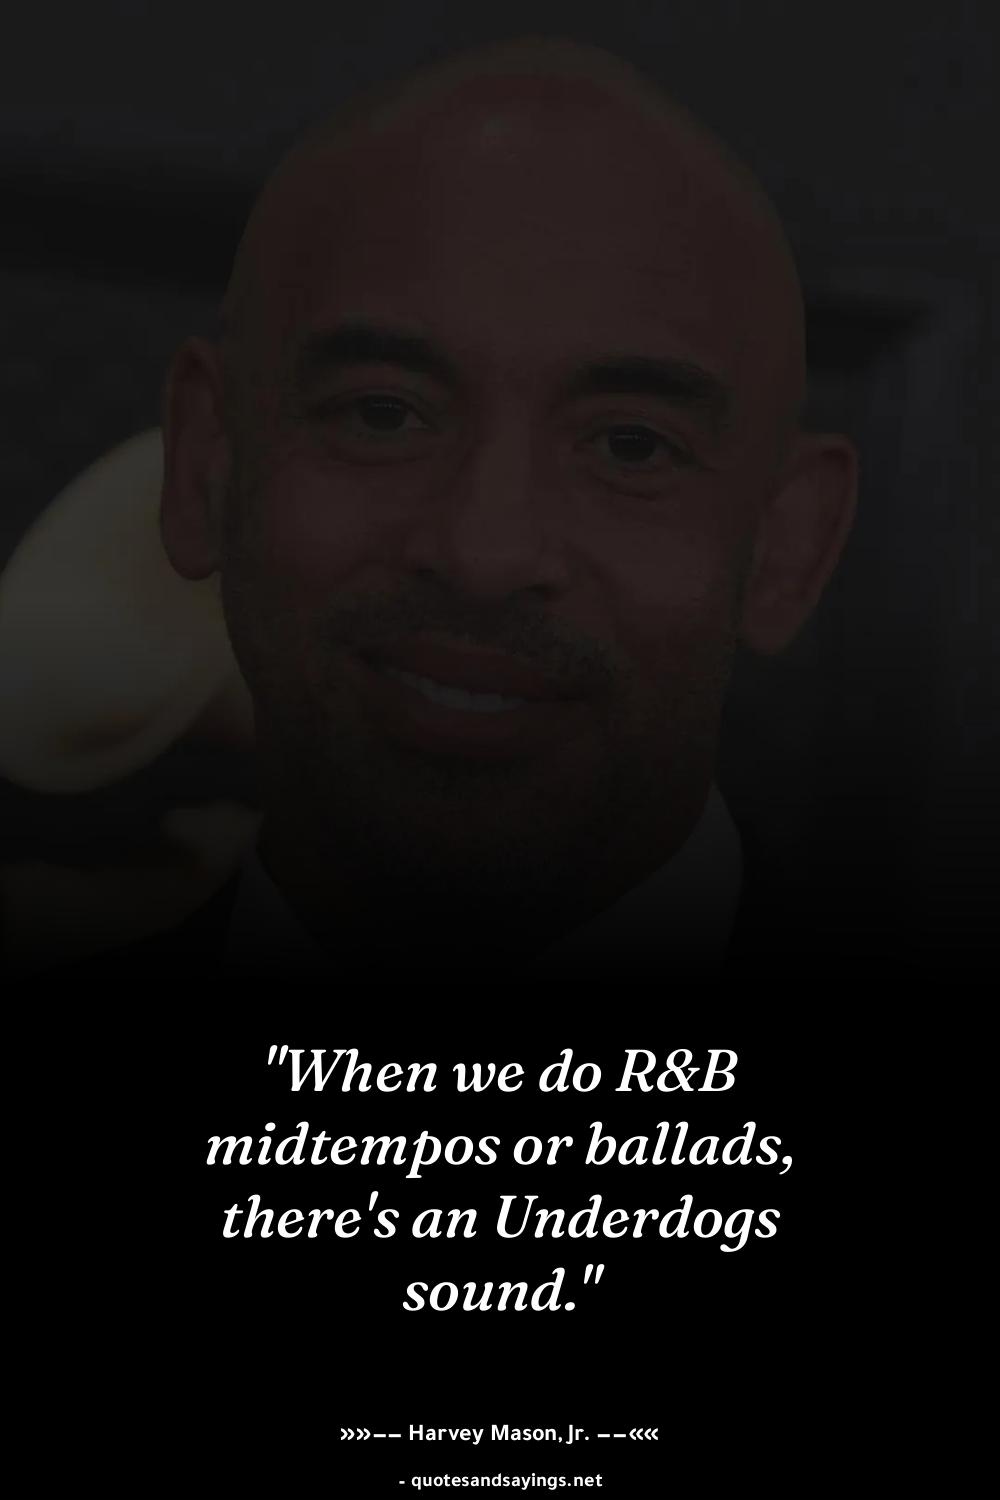 "When we do R&B
midtempos or ballads,
there's an Underdogs
sound."
»»−− Harvey Mason, Jr. −−««
- quotesandsayings.net